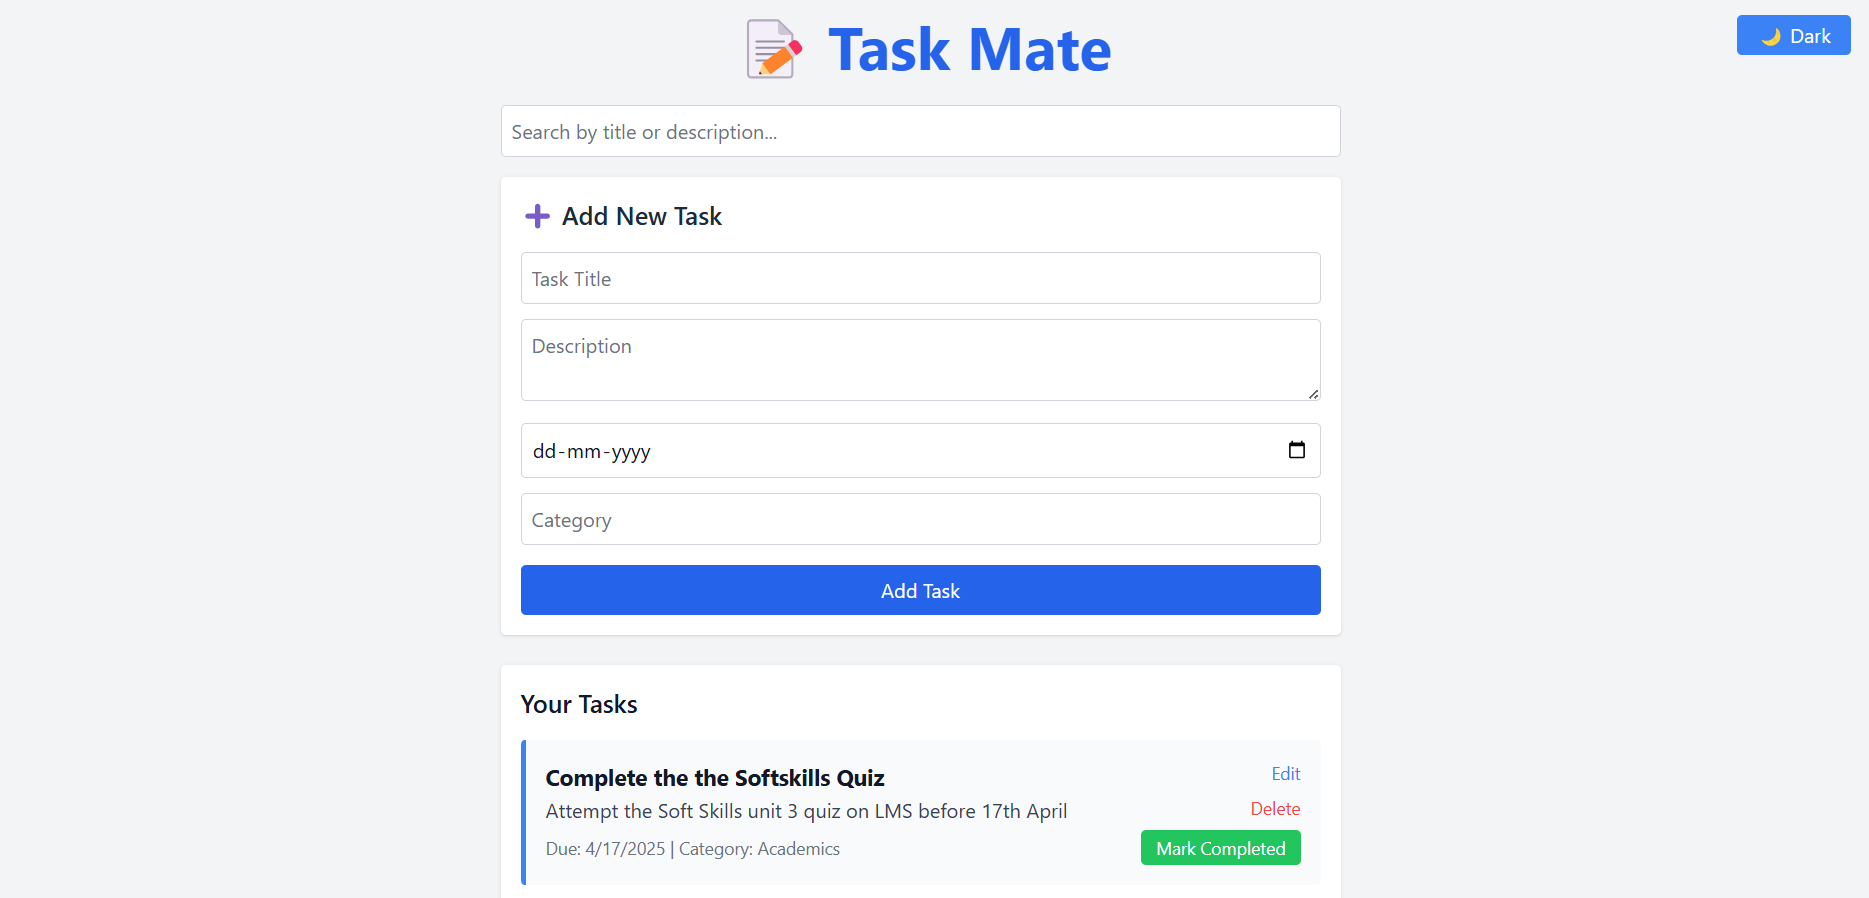 Task Mate
🌙 Dark
Search by title or description...
Add New Task
Task Title
Description
dd-mm-yyyy
Category
Add Task
Your Tasks
Complete the the Softskills Quiz
Edit
Attempt the Soft Skills unit 3 quiz on LMS before 17th April
Delete
Due: 4/17/2025 | Category: Academics
Mark Completed